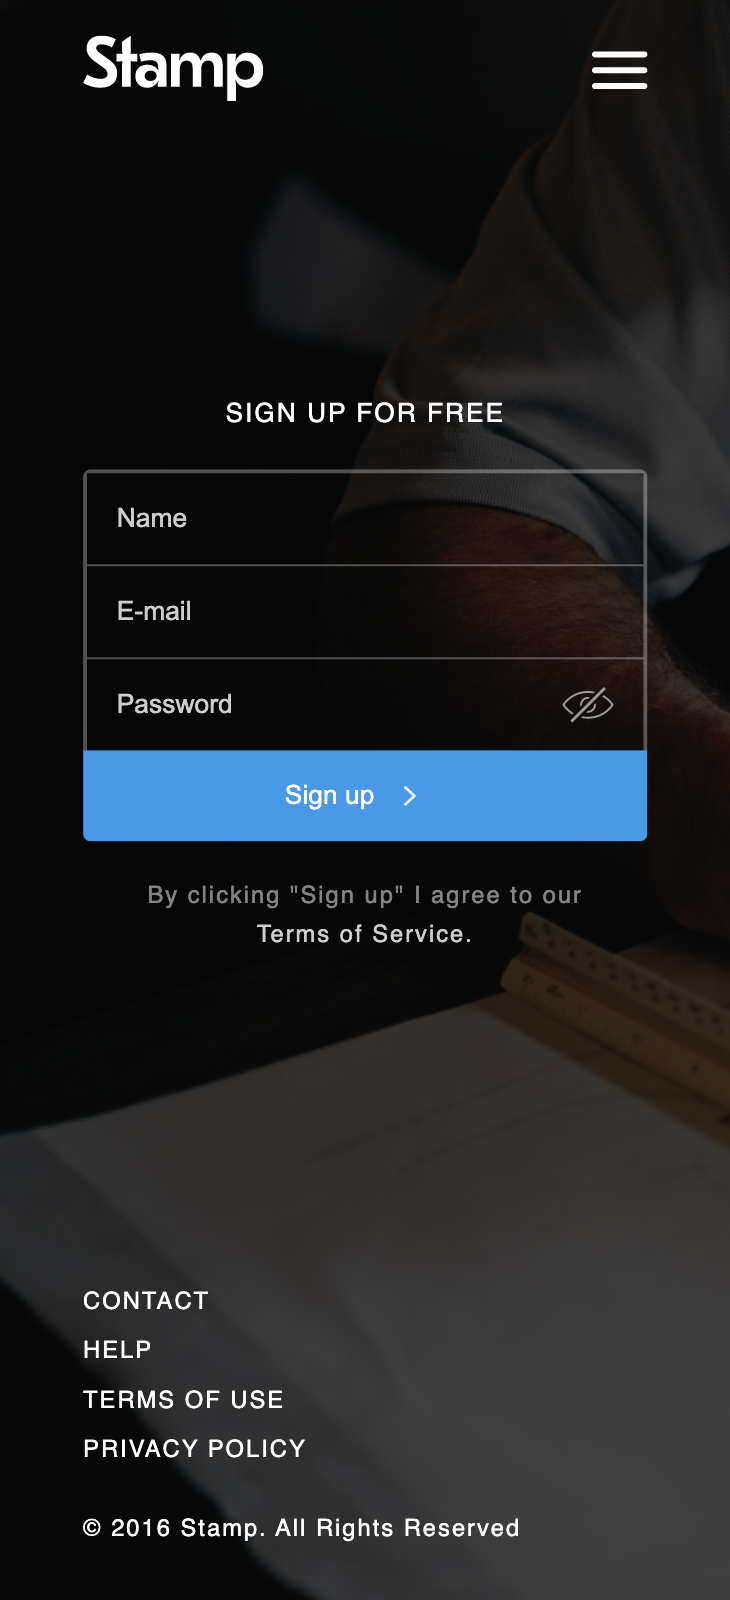 Stamp
SIGN UP FOR FREE
Name
E-mail
Password
Sign up
By clicking "Sign up" I agree to our
Terms of Service.
CONTACT
HELP
TERMS OF USE
PRIVACY POLICY
© 2016 Stamp. All Rights Reserved